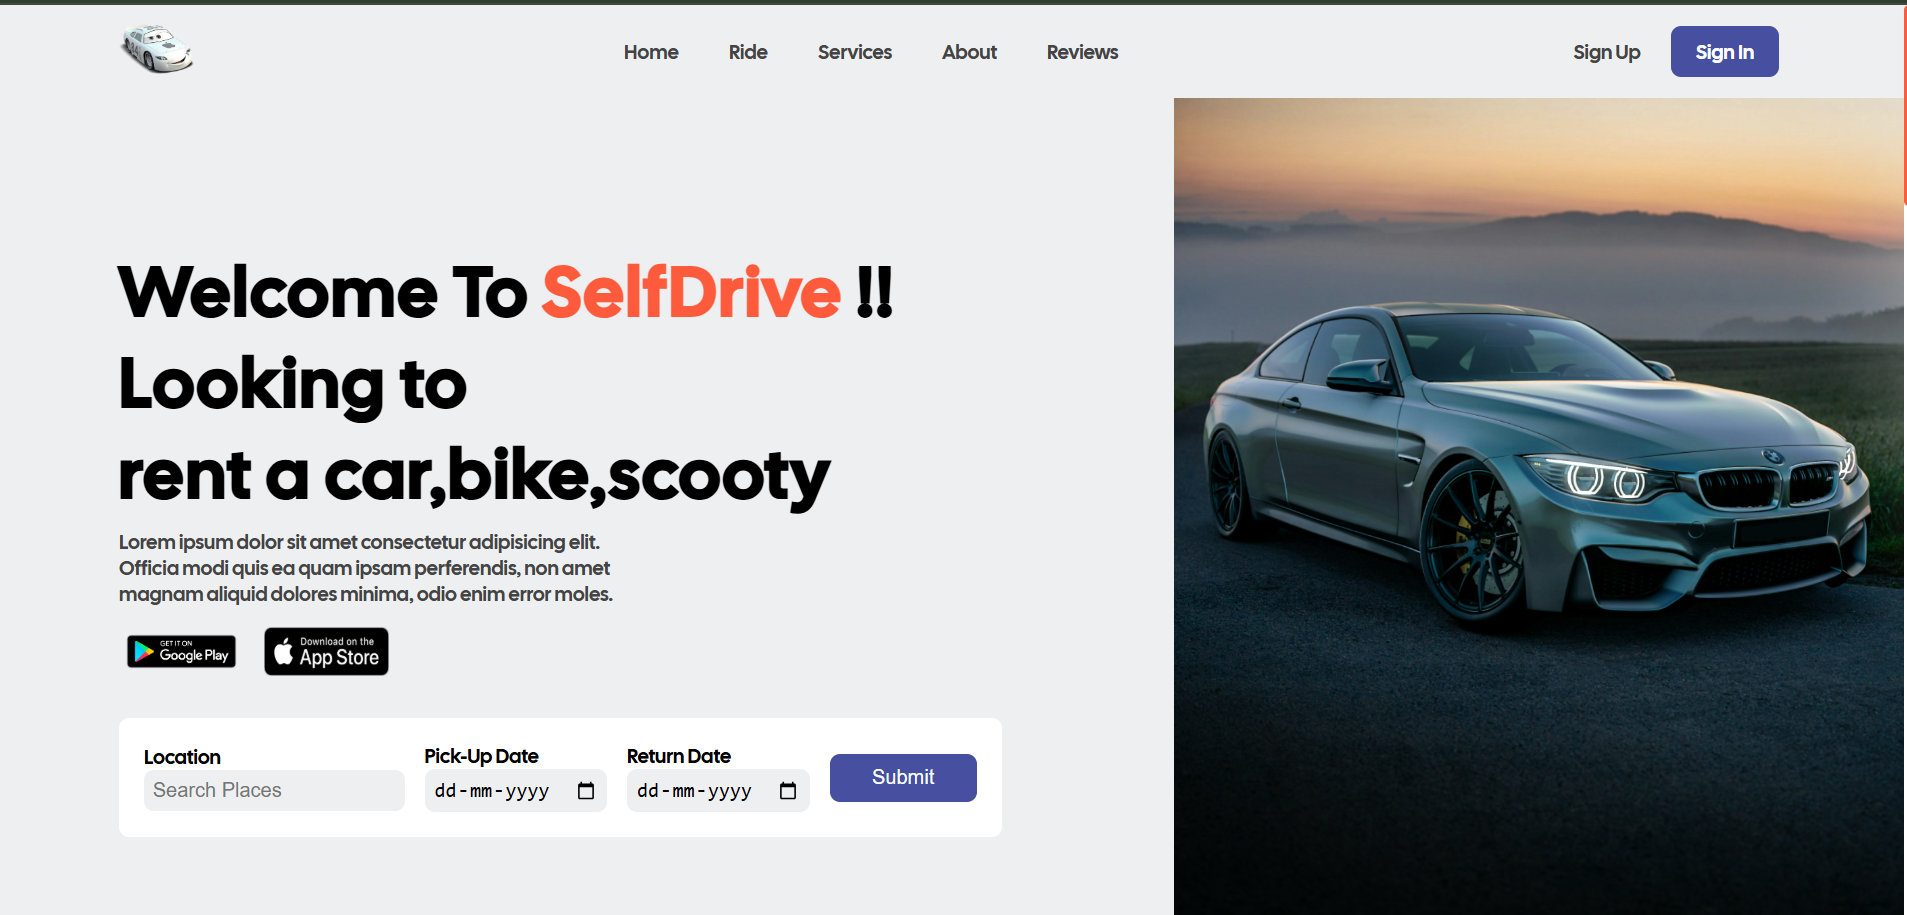 Home Ride Services About Reviews Sign Up Sign In
Welcome To SelfDrive !!
Looking to
rent a car,bike,scooty
Lorem ipsum dolor sit amet consectetur adipisicing elit.
Officia modi quis ea quam ipsam perferendis, non amet
magnam aliquid dolores minima, odio enim error moles.
GET IT ON
Google Play
Download on the
App Store
Location Pick-Up Date Return Date
Search Places dd-mm-yyyy dd-mm-yyyy Submit